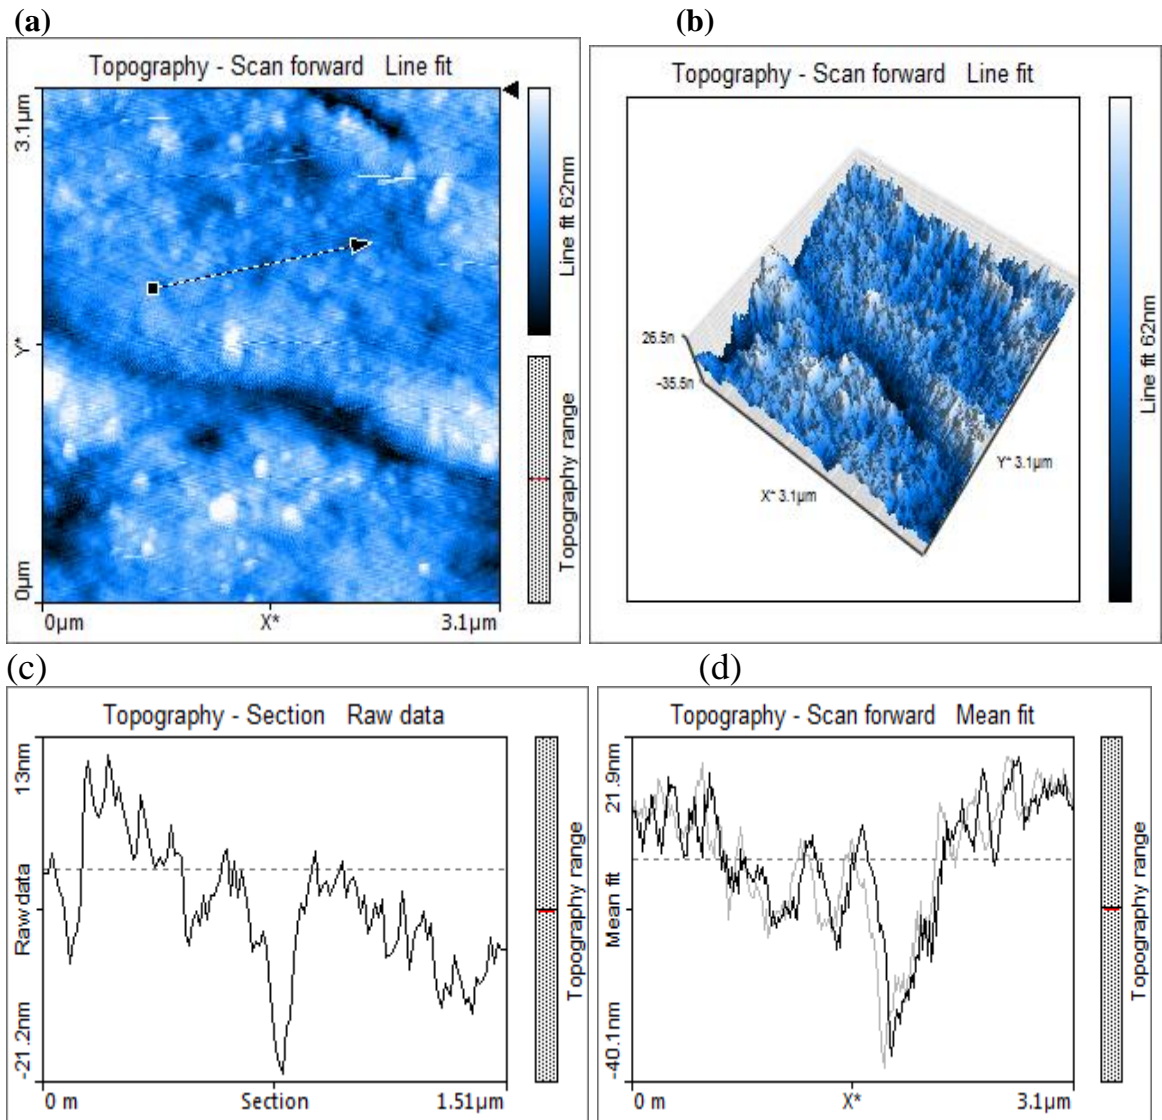 (a)
Topography - Scan forward Line fit
3.1µm
Y*
0µm
0µm
X*
3.1µm
Line fit 62nm
Topography range
(b)
Topography - Scan forward Line fit
26.5n
-35.5n
X* 3.1µm
Y* 3.1µm
Line fit 62nm
(c)
Topography - Section Raw data
13nm
Raw data
-21.2nm
0 m
Section
1.51µm
Topography range
(d)
Topography - Scan forward Mean fit
21.9nm
Mean fit
-40.1nm
0 m
X*
3.1µm
Topography range